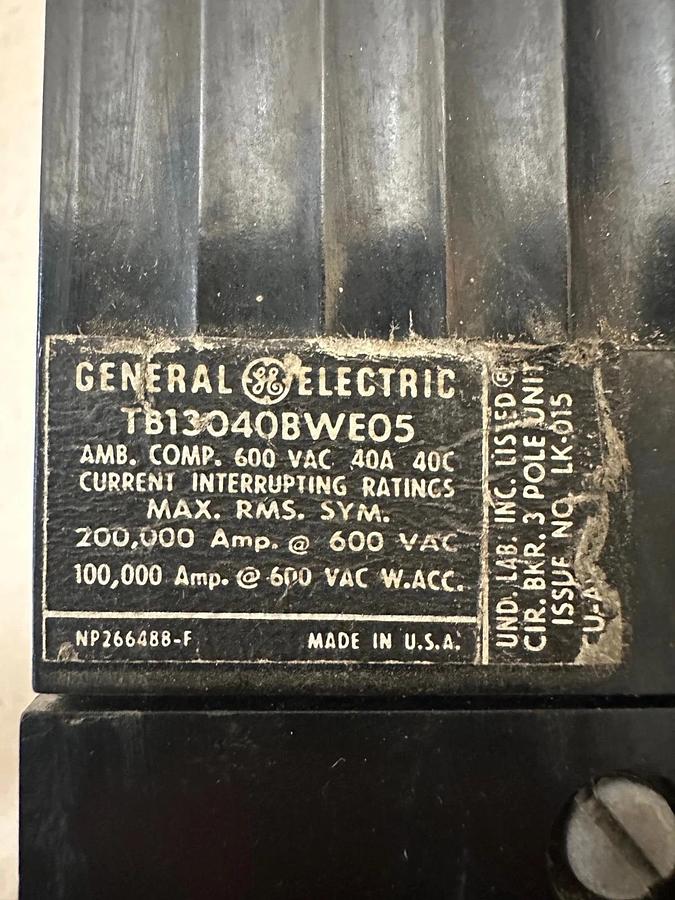 GENERAL GE ELECTRIC
TB13040BWE05
AMB. COMP. 600 VAC 40A 40C
CURRENT INTERRUPTING RATINGS
MAX. RMS. SYM.
200,000 Amp. @ 600 VAC
100,000 Amp. @ 600 VAC W.ACC.
NP266488-F MADE IN U.S.A.
UND. LAB. INC. LISTED ®
CIR. BKR. 3 POLE UNIT
ISSUE NO. LK-015